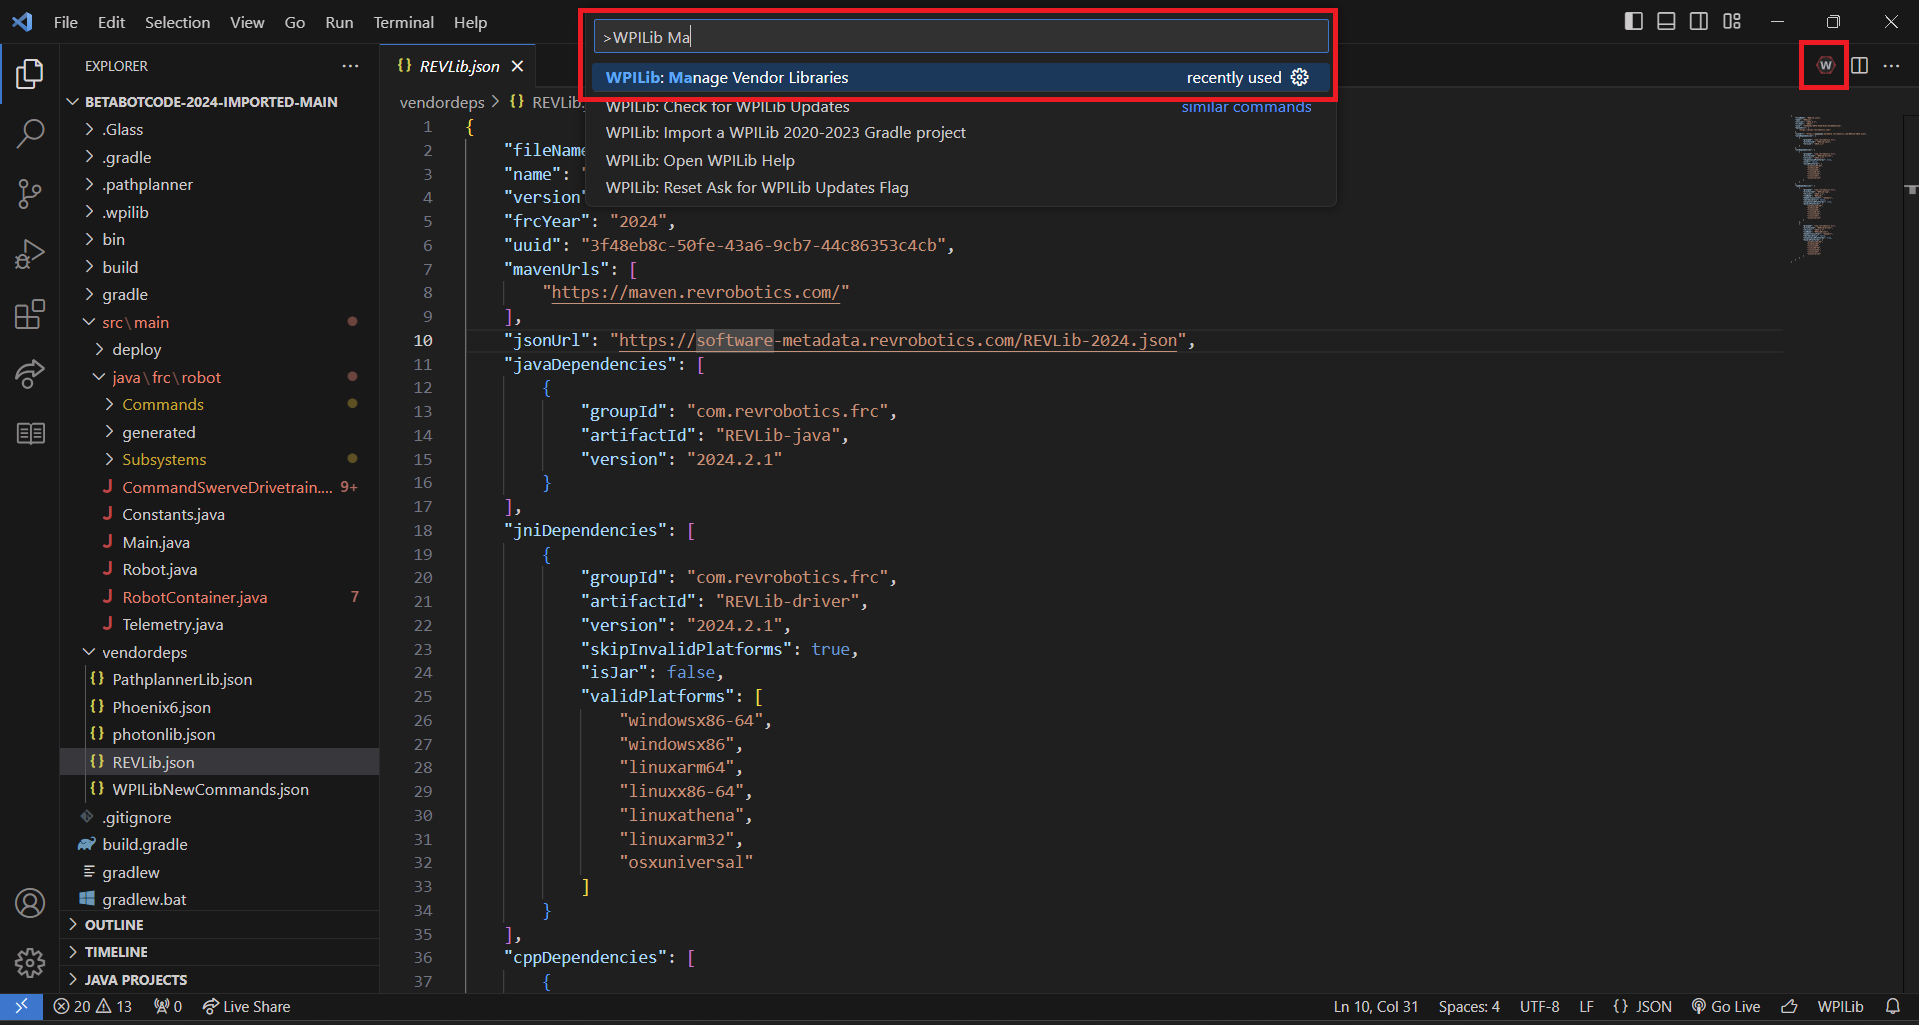 File Edit Selection View Go Run Terminal Help
>WPILib Ma
WPILib: Manage Vendor Libraries recently used
WPILib: Check for WPILib Updates similar commands
WPILib: Import a WPILib 2020-2023 Gradle project
WPILib: Open WPILib Help
WPILib: Reset Ask for WPILib Updates Flag
W
EXPLORER
BETABOTCODE-2024-IMPORTED-MAIN
.Glass
.gradle
.pathplanner
.wpilib
bin
build
gradle
src\main
deploy
java\frc\robot
Commands
generated
Subsystems
J CommandSwerveDrivetrain.... 9+
J Constants.java
J Main.java
J Robot.java
J RobotContainer.java 7
J Telemetry.java
vendordeps
{} PathplannerLib.json
{} Phoenix6.json
{} photonlib.json
{} REVLib.json
{} WPILibNewCommands.json
.gitignore
build.gradle
gradlew
gradlew.bat
OUTLINE
TIMELINE
JAVA PROJECTS
{} REVLib.json
vendordeps > {} REVLib.
1 {
2 "fileName
3 "name": "
4 "version"
5 "frcYear": "2024",
6 "uuid": "3f48eb8c-50fe-43a6-9cb7-44c86353c4cb",
7 "mavenUrls": [
8 "https://maven.revrobotics.com/"
9 ],
10 "jsonUrl": "https://software-metadata.revrobotics.com/REVLib-2024.json",
11 "javaDependencies": [
12 {
13 "groupId": "com.revrobotics.frc",
14 "artifactId": "REVLib-java",
15 "version": "2024.2.1"
16 }
17 ],
18 "jniDependencies": [
19 {
20 "groupId": "com.revrobotics.frc",
21 "artifactId": "REVLib-driver",
22 "version": "2024.2.1",
23 "skipInvalidPlatforms": true,
24 "isJar": false,
25 "validPlatforms": [
26 "windowsx86-64",
27 "windowsx86",
28 "linuxarm64",
29 "linuxx86-64",
30 "linuxathena",
31 "linuxarm32",
32 "osxuniversal"
33 ]
34 }
35 ],
36 "cppDependencies": [
37 {
20 13 0 Live Share
Ln 10, Col 31 Spaces: 4 UTF-8 LF {} JSON Go Live WPILib